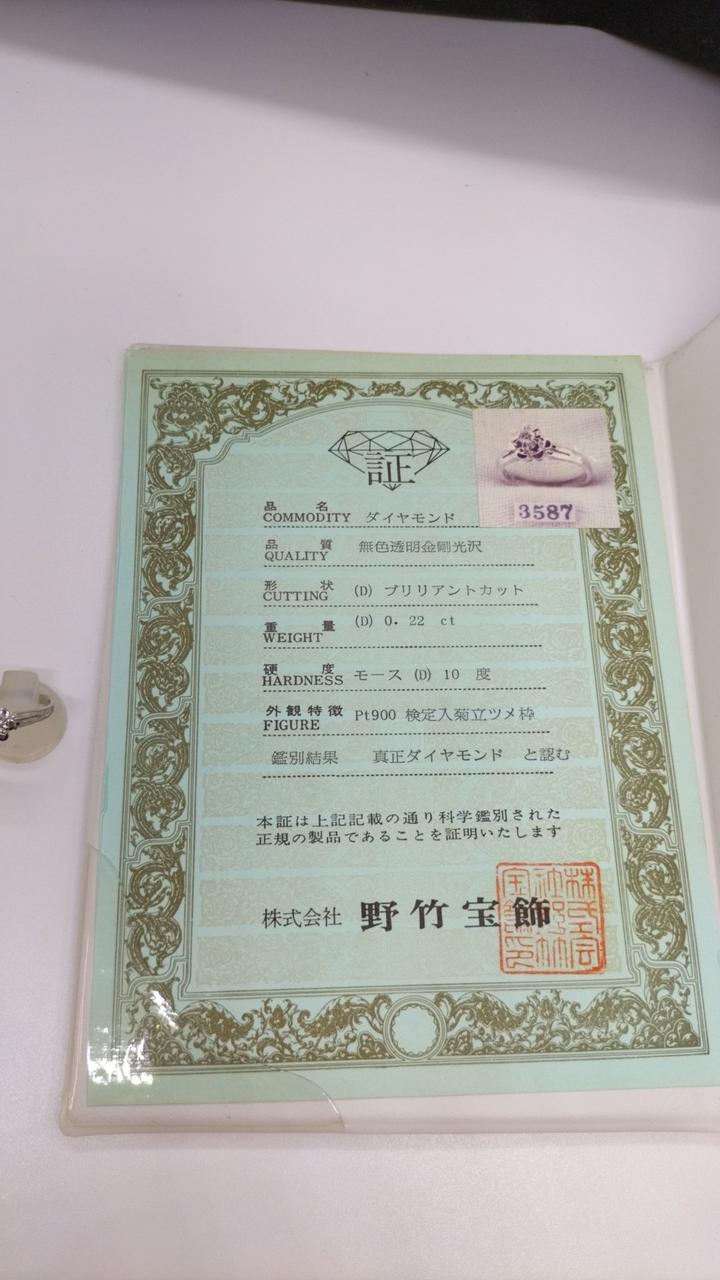 証
3587
品名 ダイヤモンド
COMMODITY
品質 無色透明金剛光沢
QUALITY
形状 (D) ブリリアントカット
CUTTING
重量 (D) 0.22 ct
WEIGHT
硬度 モース (D) 10 度
HARDNESS
外観特徴 Pt900 検定入菊立ツメ枠
FIGURE
鑑別結果 真正ダイヤモンド と認む
本証は上記記載の通り科学鑑別された
正規の製品であることを証明いたします
株式会社 野竹宝飾